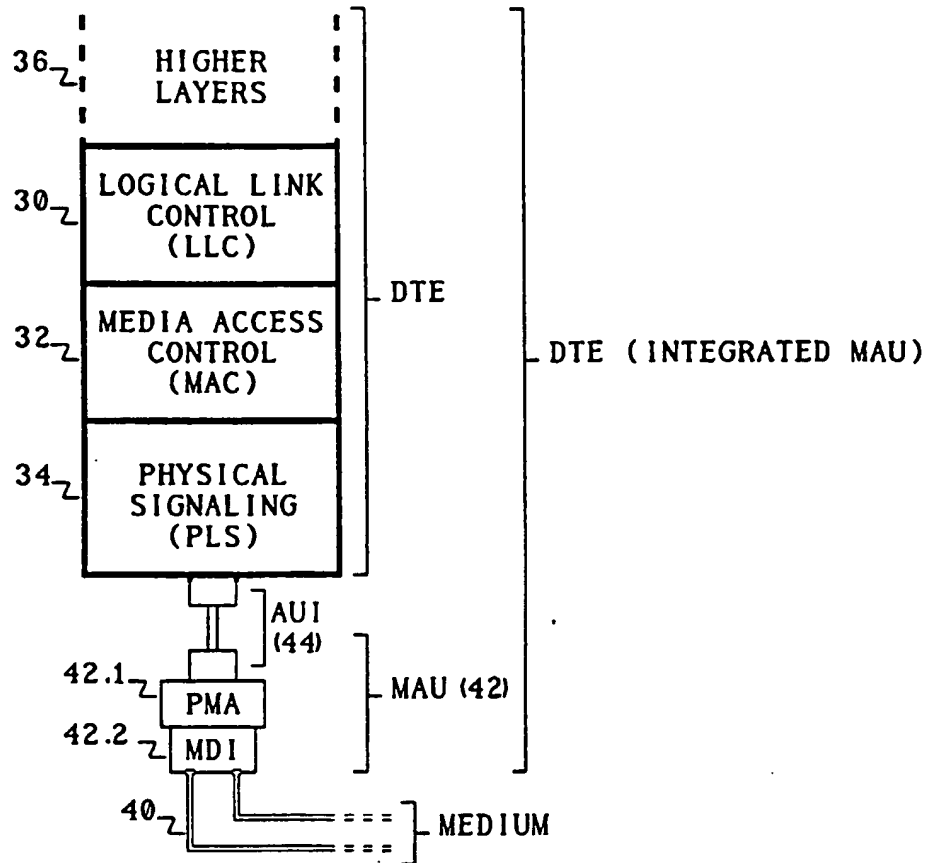 36
HIGHER
LAYERS
30
LOGICAL LINK
CONTROL
(LLC)
DTE
32
MEDIA ACCESS
CONTROL
(MAC)
DTE (INTEGRATED MAU)
34
PHYSICAL
SIGNALING
(PLS)
AUI
(44)
42.1
PMA
MAU (42)
42.2
MDI
40
MEDIUM